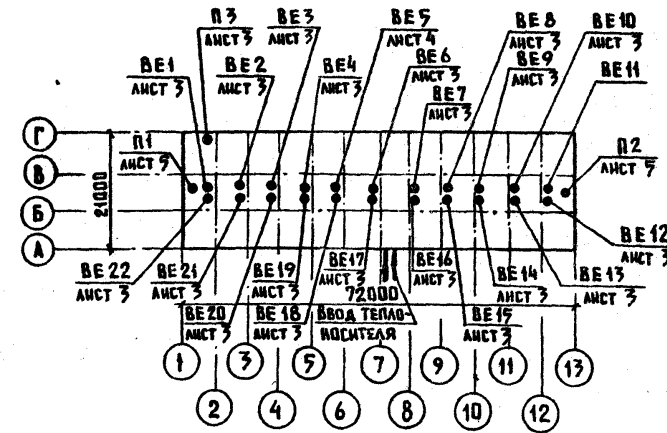 П3
ЛИСТ 3
ВЕ3
ЛИСТ 3
ВЕ5
ЛИСТ 4
ВЕ8
ЛИСТ 3
ВЕ10
ЛИСТ 3
ВЕ1
ЛИСТ 3
ВЕ2
ЛИСТ 3
ВЕ4
ЛИСТ 3
ВЕ6
ЛИСТ 3
ВЕ9
ЛИСТ 3
ВЕ11
ВЕ7
ЛИСТ 3
Г
П1
ЛИСТ 5
П2
ЛИСТ 5
В
21000
Б
А
ВЕ12
ЛИСТ 3
ВЕ22
ЛИСТ 3
ВЕ21
ЛИСТ 3
ВЕ19
ЛИСТ 3
ВЕ17
ЛИСТ 3
ВЕ16
ЛИСТ 3
ВЕ14
ЛИСТ 3
ВЕ13
ЛИСТ 3
72000
ВЕ20
ЛИСТ 3
ВЕ18
ЛИСТ 3
ВВОД ТЕПЛО-
НОСИТЕЛЯ
ВЕ15
ЛИСТ 3
1
3
5
7
9
11
13
2
4
6
8
10
12